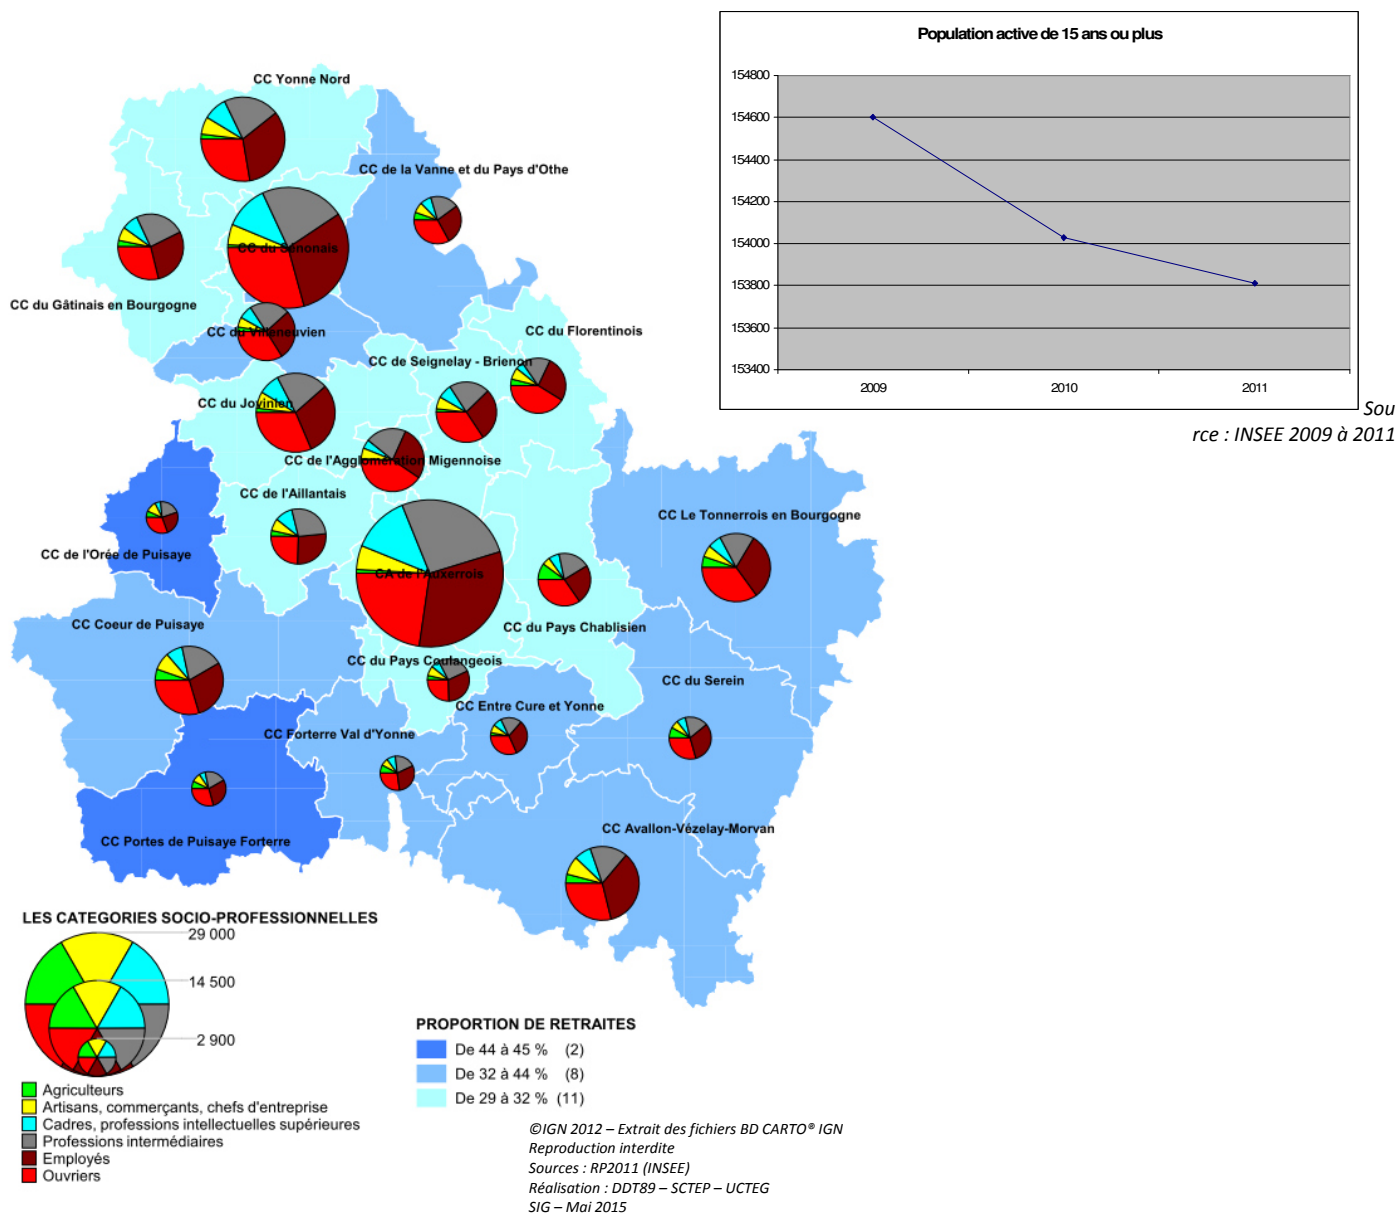 Population active de 15 ans ou plus
154800
154600
154400
154200
154000
153800
153600
153400
2009
2010
2011
Sou
rce : INSEE 2009 à 2011
CC Yonne Nord
CC de la Vanne et du Pays d'Othe
CC du Sénonais
CC du Gâtinais en Bourgogne
CC du Villeneuvien
CC du Florentinois
CC de Seignelay - Brienon
CC du Jovinien
CC de l'Agglomération Migennoise
CC de l'Aillantais
CC Le Tonnerrois en Bourgogne
CC de l'Orée de Puisaye
CA de l'Auxerrois
CC Coeur de Puisaye
CC du Pays Chablisien
CC du Pays Coulangeois
CC du Serein
CC Entre Cure et Yonne
CC Forterre Val d'Yonne
CC Portes de Puisaye Forterre
CC Avallon-Vézelay-Morvan
LES CATEGORIES SOCIO-PROFESSIONNELLES
29 000
14 500
2 900
Agriculteurs
Artisans, commerçants, chefs d'entreprise
Cadres, professions intellectuelles supérieures
Professions intermédiaires
Employés
Ouvriers
PROPORTION DE RETRAITES
De 44 à 45 % (2)
De 32 à 44 % (8)
De 29 à 32 % (11)
©IGN 2012 – Extrait des fichiers BD CARTO® IGN
Reproduction interdite
Sources : RP2011 (INSEE)
Réalisation : DDT89 – SCTEP – UCTEG
SIG – Mai 2015